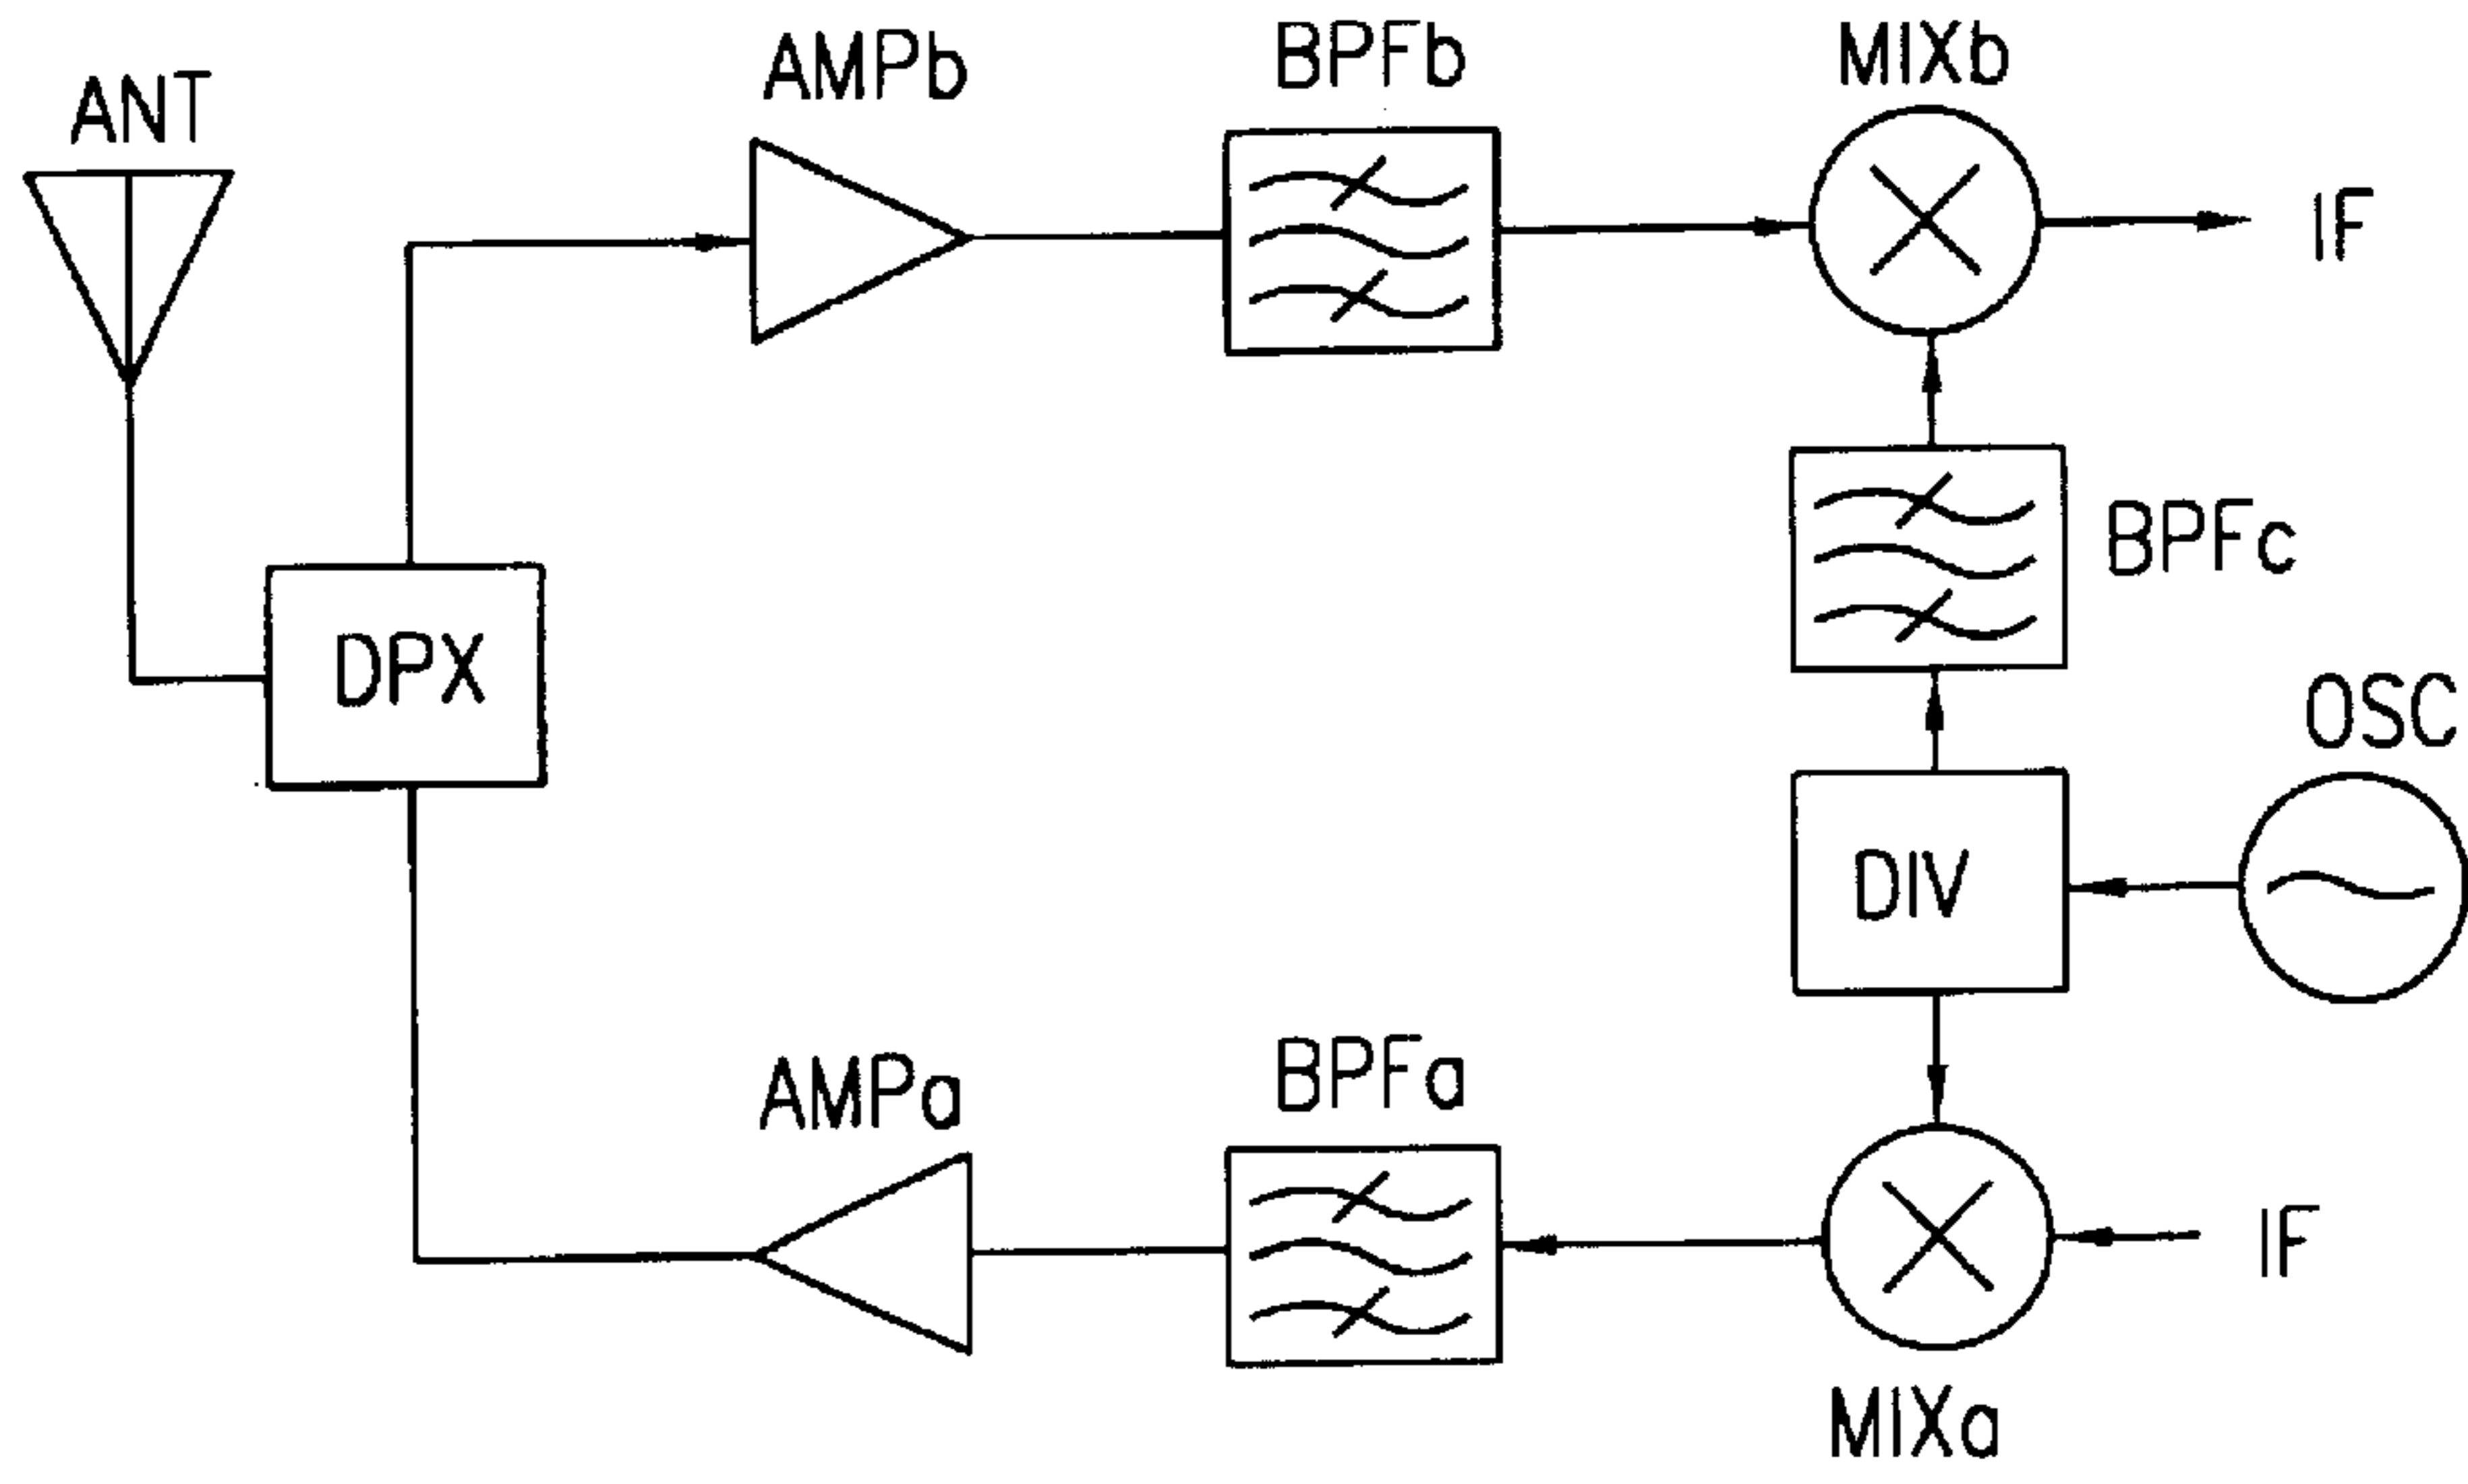 ANT
AMPb
BPFb
MIXb
IF
DPX
BPFc
OSC
DIV
AMPa
BPFa
IF
MIXa